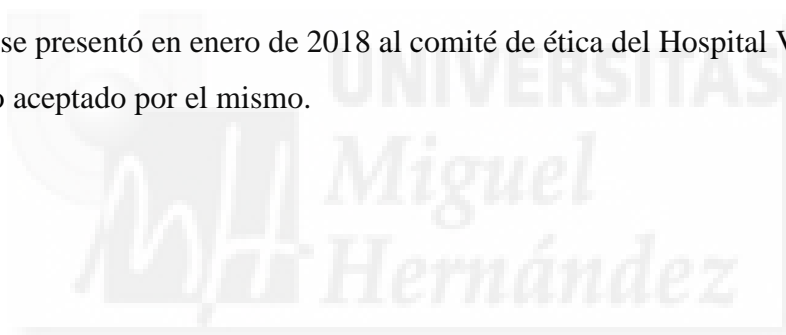 se presentó en enero de 2018 al comité de ética del Hospital
aceptado por el mismo.
UNIVERSITAS
Miguel
Hernández